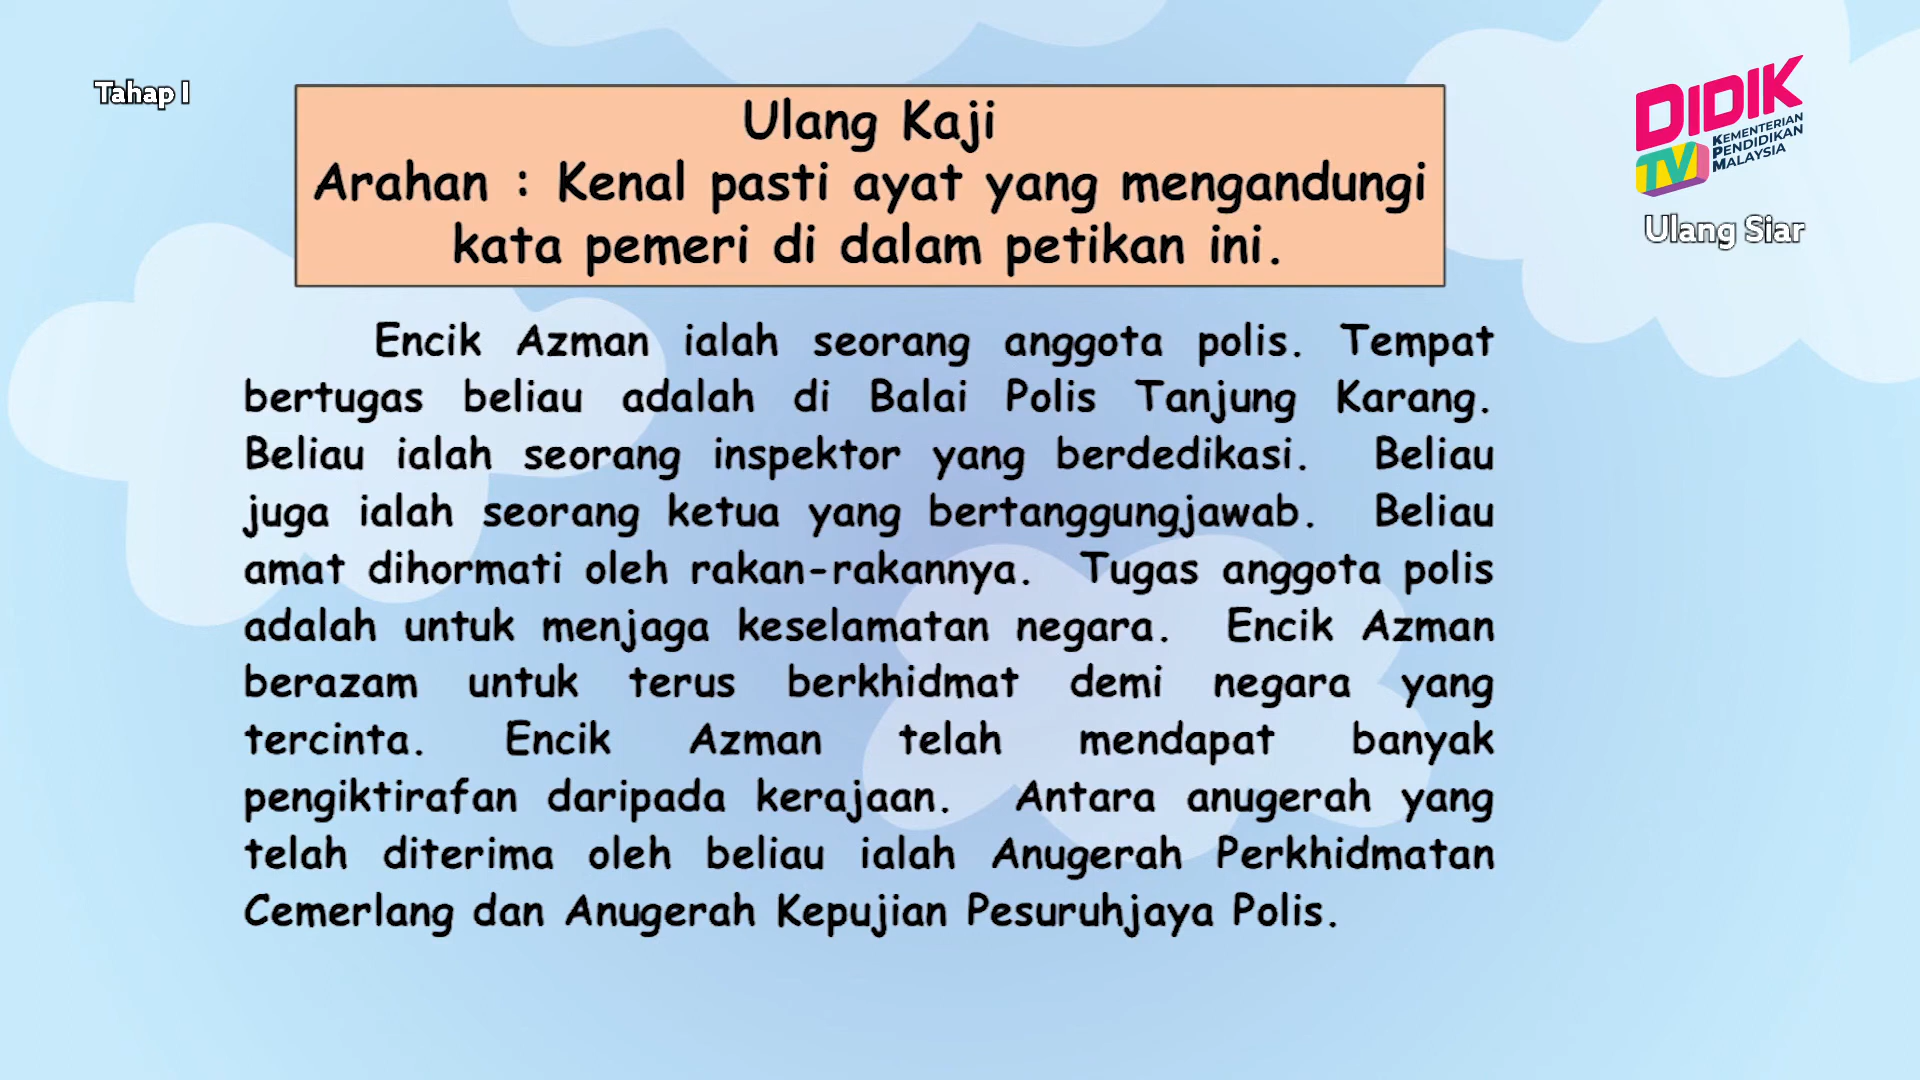 Tahap I
Ulang Kaji
Arahan : Kenal pasti ayat yang mengandungi
kata pemeri di dalam petikan ini.
DIDIK
TV
KEMENTERIAN
PENDIDIKAN
MALAYSIA
Ulang Siar
Encik Azman ialah seorang anggota polis. Tempat
bertugas beliau adalah di Balai Polis Tanjung Karang.
Beliau ialah seorang inspektor yang berdedikasi. Beliau
juga ialah seorang ketua yang bertanggungjawab. Beliau
amat dihormati oleh rakan-rakannya. Tugas anggota polis
adalah untuk menjaga keselamatan negara. Encik Azman
berazam untuk terus berkhidmat demi negara yang
tercinta. Encik Azman telah mendapat banyak
pengiktirafan daripada kerajaan. Antara anugerah yang
telah diterima oleh beliau ialah Anugerah Perkhidmatan
Cemerlang dan Anugerah Kepujian Pesuruhjaya Polis.